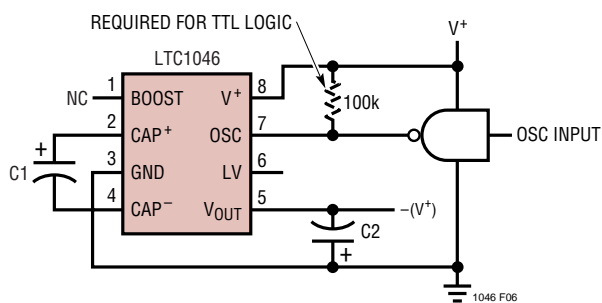 REQUIRED FOR TTL LOGIC
V+
LTC1046
NC
1
BOOST
V+
8
100k
2
CAP+
OSC
7
OSC INPUT
+
C1
3
GND
LV
6
4
CAP−
VOUT
5
−(V+)
C2
+
1046 F06